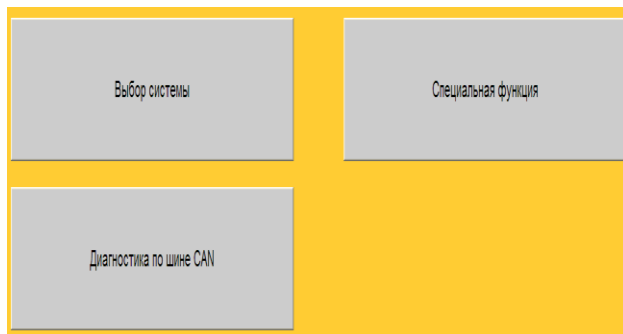 Выбор системы
Специальная функция
Диагностика по шине CAN